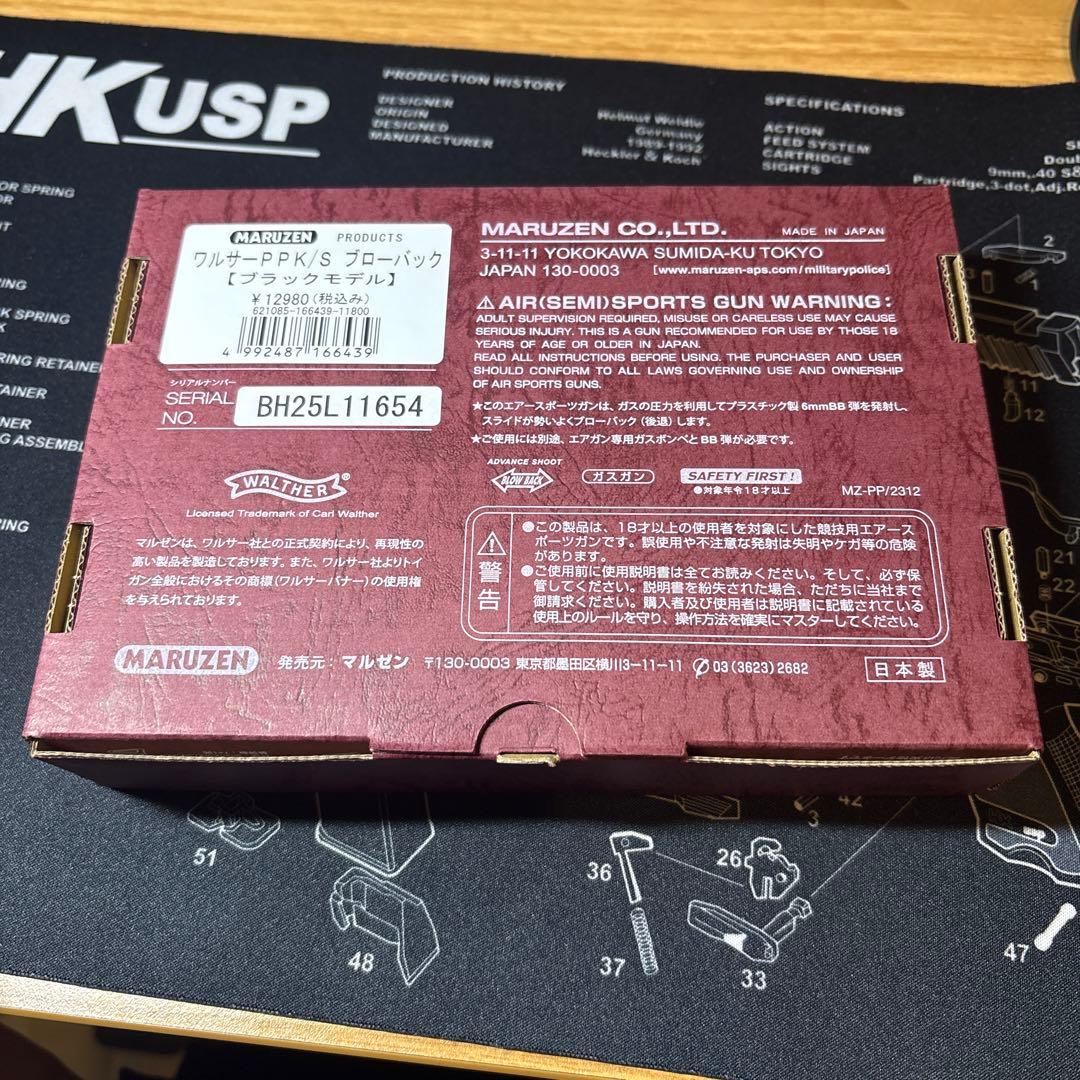 HK USP
PRODUCTION HISTORY
DESIGNER
ORIGIN
DESIGNED
MANUFACTURER
Helmut Weldle
Germany
1989-1992
Heckler & Koch
SPECIFICATIONS
ACTION
FEED SYSTEM
CARTRIDGE
SIGHTS
9mm,.40 S&
Partridge,3-dot,Adj.R
OR SPRING
ING
K SPRING
RING RETAINER
TAINER
NER
G ASSEMBL
ING
MARUZEN PRODUCTS
ワルサーPPK/S ブローバック
【ブラックモデル】
¥12980(税込み)
621085-166439-11800
4 992487 166439
シリアルナンバー
SERIAL
NO.
BH25L11654
WALTHER®
Licensed Trademark of Carl Walther
マルゼンは、ワルサー社との正式契約により、再現性の
高い製品を製造しております。また、ワルサー社よりトイ
ガン全般におけるその商標(ワルサーバナー)の使用権
を与えられております。
MARUZEN CO.,LTD. MADE IN JAPAN
3-11-11 YOKOKAWA SUMIDA-KU TOKYO
JAPAN 130-0003 [www.maruzen-aps.com/militarypolice]
⚠ AIR(SEMI)SPORTS GUN WARNING:
ADULT SUPERVISION REQUIRED, MISUSE OR CARELESS USE MAY CAUSE
SERIOUS INJURY. THIS IS A GUN RECOMMENDED FOR USE BY THOSE 18
YEARS OF AGE OR OLDER IN JAPAN.
READ ALL INSTRUCTIONS BEFORE USING. THE PURCHASER AND USER
SHOULD CONFORM TO ALL LAWS GOVERNING USE AND OWNERSHIP
OF AIR SPORTS GUNS.
★このエアースポーツガンは、ガスの圧力を利用してプラスチック製6mmBB弾を発射し、
スライドが勢いよくブローバック(後退)します。
★ご使用には別途、エアガン専用ガスボンベとBB弾が必要です。
ADVANCE SHOOT
BLOW BACK
ガスガン
SAFETY FIRST!
●対象年令18才以上
MZ-PP/2312
⚠警告
●この製品は、18才以上の使用者を対象にした競技用エアース
ポーツガンです。誤使用や不注意な発射は失明やケガ等の危険
があります。
●ご使用前に使用説明書は全てお読みください。そして、必ず保
管してください。説明書を紛失された場合、ただちに当社まで
御請求ください。購入者及び使用者は説明書に記載されている
使用上のルールを守り、操作方法を確実にマスターしてください。
MARUZEN 発売元:マルゼン 〒130-0003 東京都墨田区横川3-11-11 ✆03(3623)2682 日本製
2
1
11
12
21
22
51
48
36
37
26
33
3
42
47